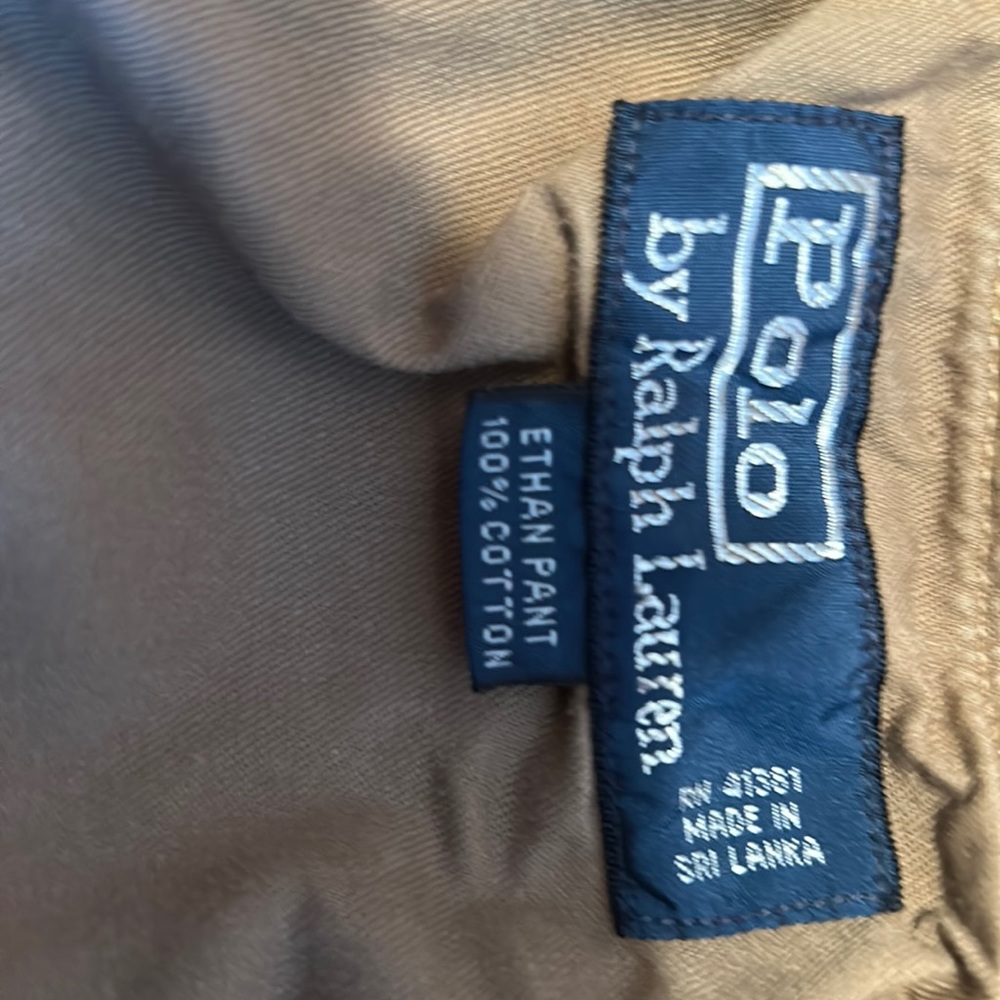 Polo
by Ralph Lauren
RN 41381
MADE IN
SRI LANKA
ETHAN PANT
100% COTTON